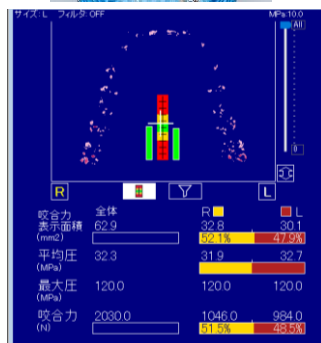 サイズ: L フィルタ: OFF MPa 10.0
All
0
R L
咬合力 全体 R L
表示面積 62.9 32.8 30.1
(mm2) 52.1% 47.9%
平均圧 32.3 31.9 32.7
(MPa)
最大圧 120.0 120.0 120.0
(MPa)
咬合力 2030.0 1046.0 984.0
(N) 51.5% 48.5%